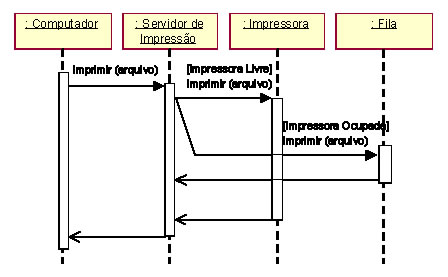 : Computador
: Servidor de
Impressão
: Impressora
: Fila
Imprimir (arquivo)
[Impressora Livre]
Imprimir (arquivo)
[Impressora Ocupada]
Imprimir (arquivo)